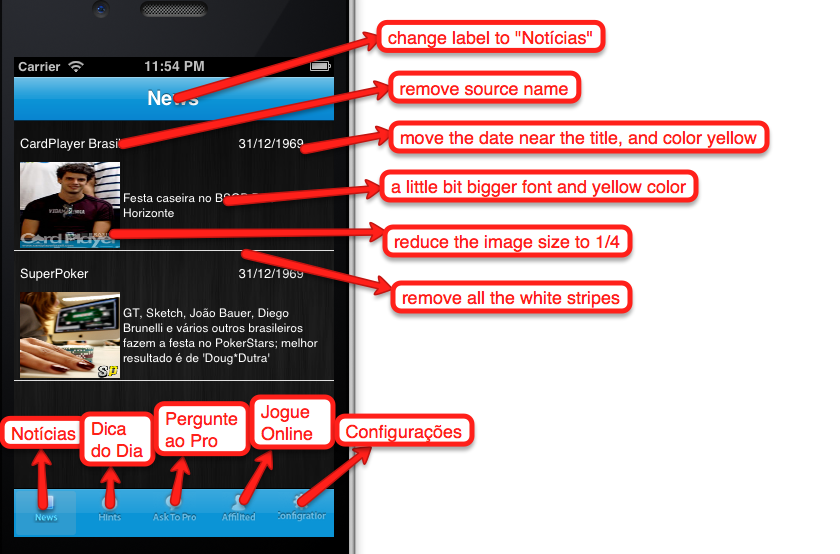 Carrier 11:54 PM
News
change label to "Notícias"
remove source name
CardPlayer Brasil 31/12/1969
move the date near the title, and color yellow
a little bit bigger font and yellow color
Festa caseira no BSOP
Horizonte
Card Player
reduce the image size to 1/4
SuperPoker 31/12/1969
remove all the white stripes
GT, Sketch, João Bauer, Diego
Brunelli e vários outros brasileiros
fazem a festa no PokerStars; melhor
resultado é de 'Doug*Dutra'
SP
Notícias
Dica
do Dia
Pergunte
ao Pro
Jogue
Online
Configurações
News Hints Ask To Pro Affilited Configration